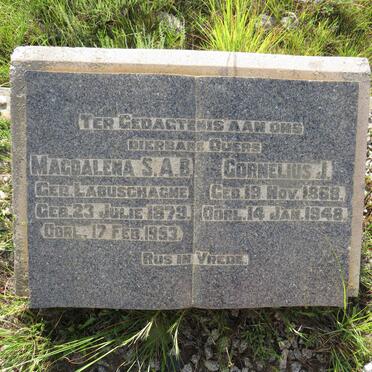 TER GEDAGTENIS AAN ONS
DIERBARE OUERS
MAGDALENA S.A.B.
GEB. LABUSCHAGNE
GEB. 23 JULIE 1873.
OORL. 17 FEB. 1953.
CORNELIUS J.
GEB. 19 NOV. 1868.
OORL. 14 JAN. 1948.
RUS IN VREDE.